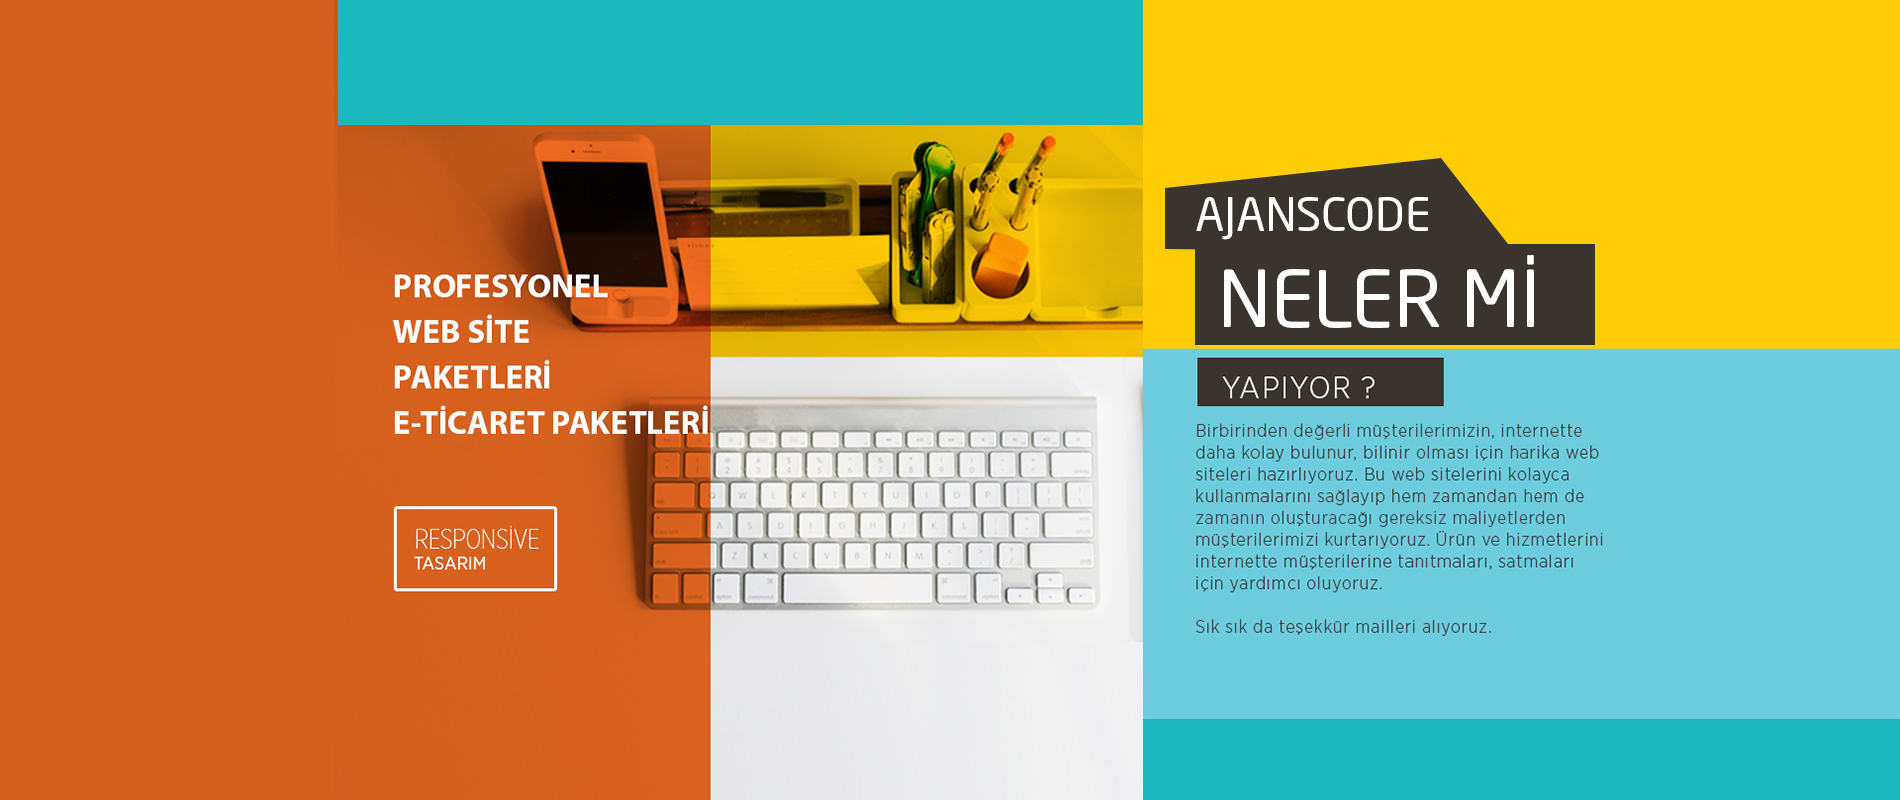 PROFESYONEL
WEB SİTE
PAKETLERİ
E-TİCARET PAKETLERİ
RESPONSİVE
TASARIM
AJANSCODE
NELER Mİ
YAPIYOR ?
Birbirinden değerli müşterilerimizin, internette
daha kolay bulunur, bilinir olması için harika web
siteleri hazırlıyoruz. Bu web sitelerini kolayca
kullanmalarını sağlayıp hem zamandan hem de
zamanın oluşturacağı gereksiz maliyetlerden
müşterilerimizi kurtarıyoruz. Ürün ve hizmetlerini
internette müşterilerine tanıtmaları, satmaları
için yardımcı oluyoruz.
Sık sık da teşekkür mailleri alıyoruz.